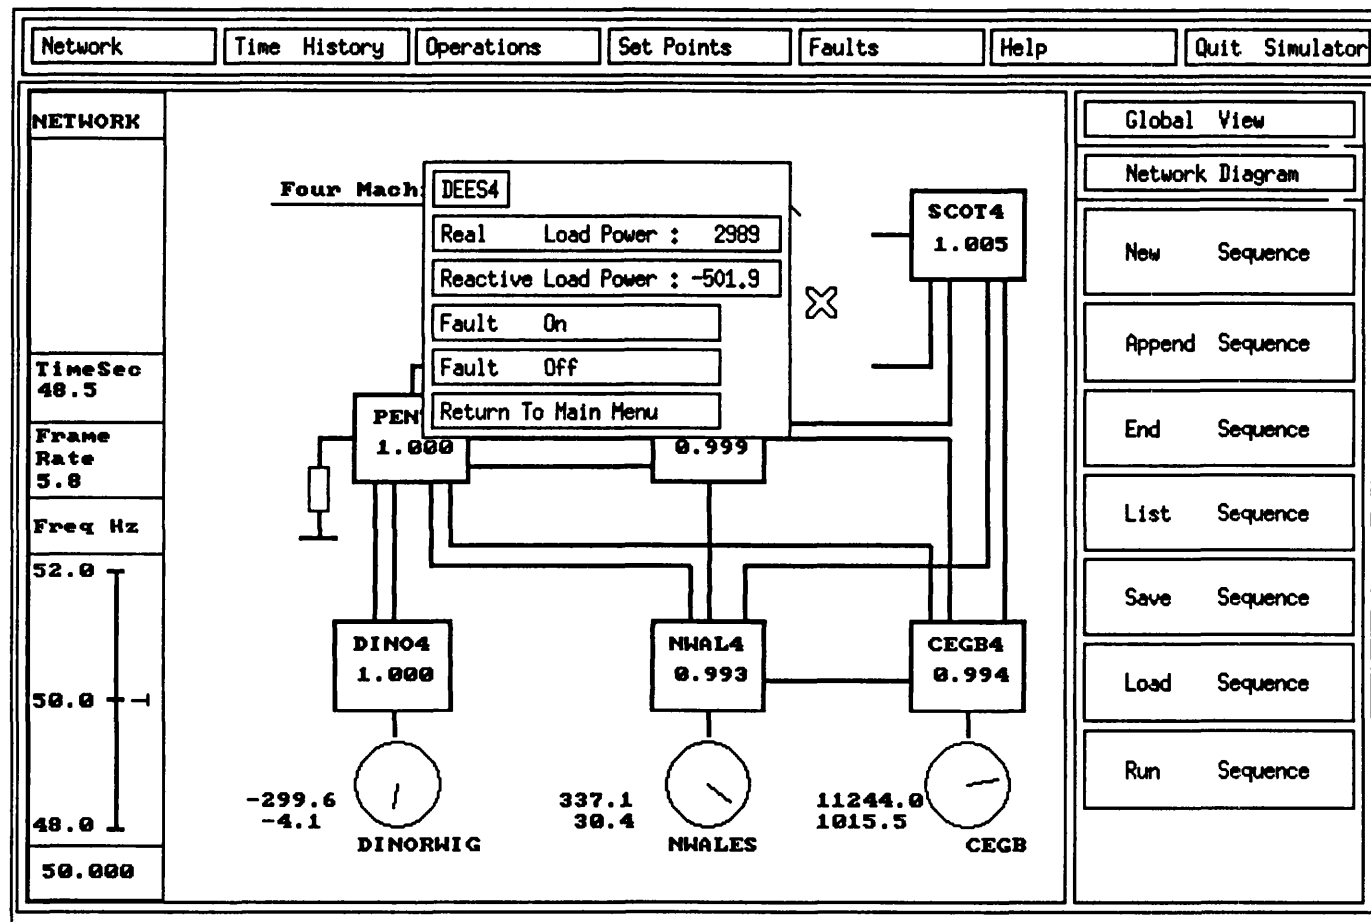 Network
Time History
Operations
Set Points
Faults
Help
Quit Simulator
NETWORK
TimeSec
48.5
Frame
Rate
5.8
Freq Hz
52.0
50.0
48.0
50.000
Four Mach
DEES4
Real Load Power : 2989
Reactive Load Power : -501.9
Fault On
Fault Off
Return To Main Menu
SCOT4
1.005
PEN
1.000
0.999
DINO4
1.000
NWAL4
0.993
CEGB4
0.994
-299.6
-4.1
DINORWIG
337.1
30.4
NWALES
11244.0
1015.5
CEGB
Global View
Network Diagram
New Sequence
Append Sequence
End Sequence
List Sequence
Save Sequence
Load Sequence
Run Sequence